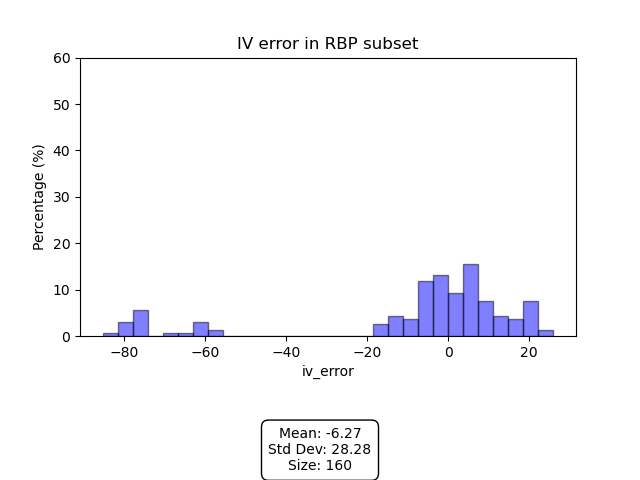 IV error in RBP subset
60
50
40
30
20
10
0
Percentage (%)
−80 −60 −40 −20 0 20
iv_error
Mean: -6.27
Std Dev: 28.28
Size: 160